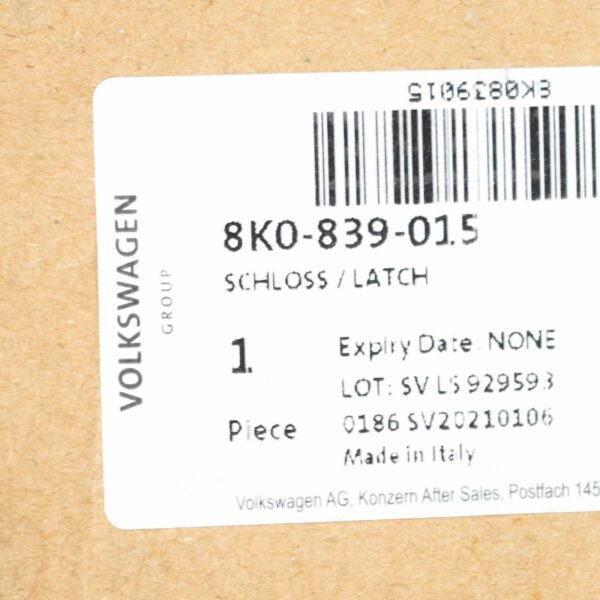 8K0839015
8K0-839-015
SCHLOSS / LATCH
1
Piece
Expiry Date: NONE
LOT: SV LS 929593
0186 SV20210106
Made in Italy
Volkswagen AG, Konzern After Sales, Postfach 145
VOLKSWAGEN
GROUP